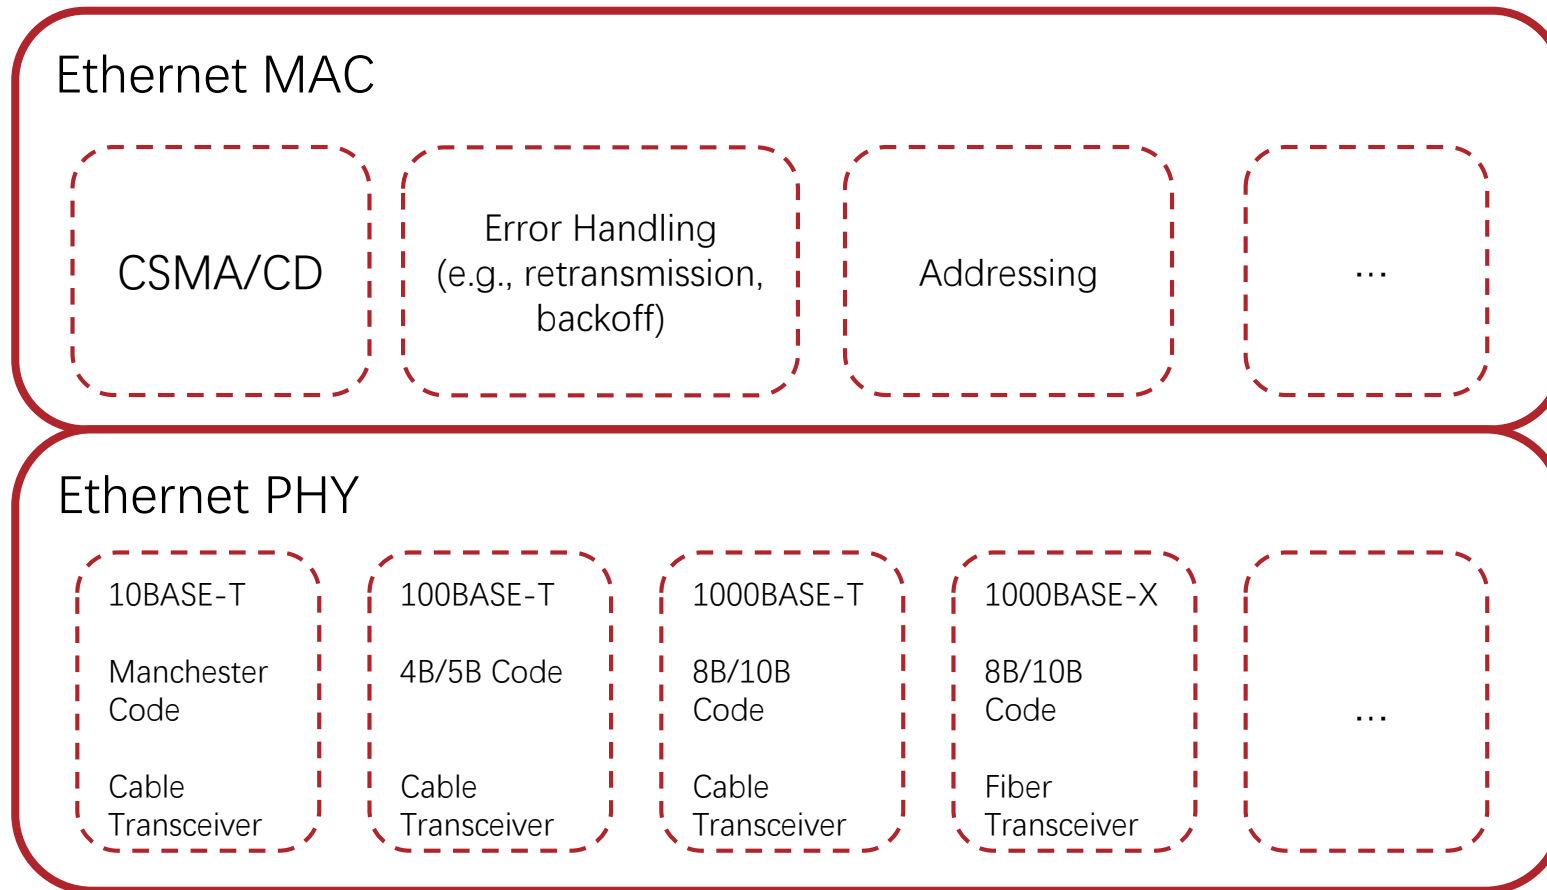 Ethernet MAC
CSMA/CD
Error Handling
(e.g., retransmission,
backoff)
Addressing
...
Ethernet PHY
10BASE-T
Manchester
Code
Cable
Transceiver
100BASE-T
4B/5B Code
Cable
Transceiver
1000BASE-T
8B/10B
Code
Cable
Transceiver
1000BASE-X
8B/10B
Code
Fiber
Transceiver
...